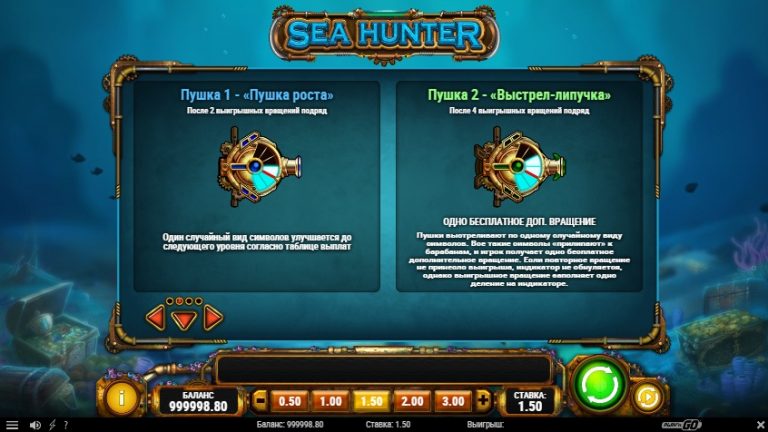 SEA HUNTER
Пушка 1 - «Пушка роста»
После 2 выигрышных вращений подряд
Один случайный вид символов улучшается до
следующего уровня согласно таблице выплат
Пушка 2 - «Выстрел-липучка»
После 4 выигрышных вращений подряд
ОДНО БЕСПЛАТНОЕ ДОП. ВРАЩЕНИЕ
Пушки выстреливают по одному случайному виду
символов. Все такие символы «прилипают» к
барабанам, и игрок получает одно бесплатное
дополнительное вращение. Если повторное вращение
не принесло выигрыша, индикатор не обнуляется,
однако выигрышное вращение заполняет одно
деление на индикаторе.
i
БАЛАНС
999998.80
- 0.50 1.00 1.50 2.00 3.00 +
СТАВКА:
1.50
? Баланс: 999998.80 Ставка: 1.50 Выигрыш: PLAY'N GO